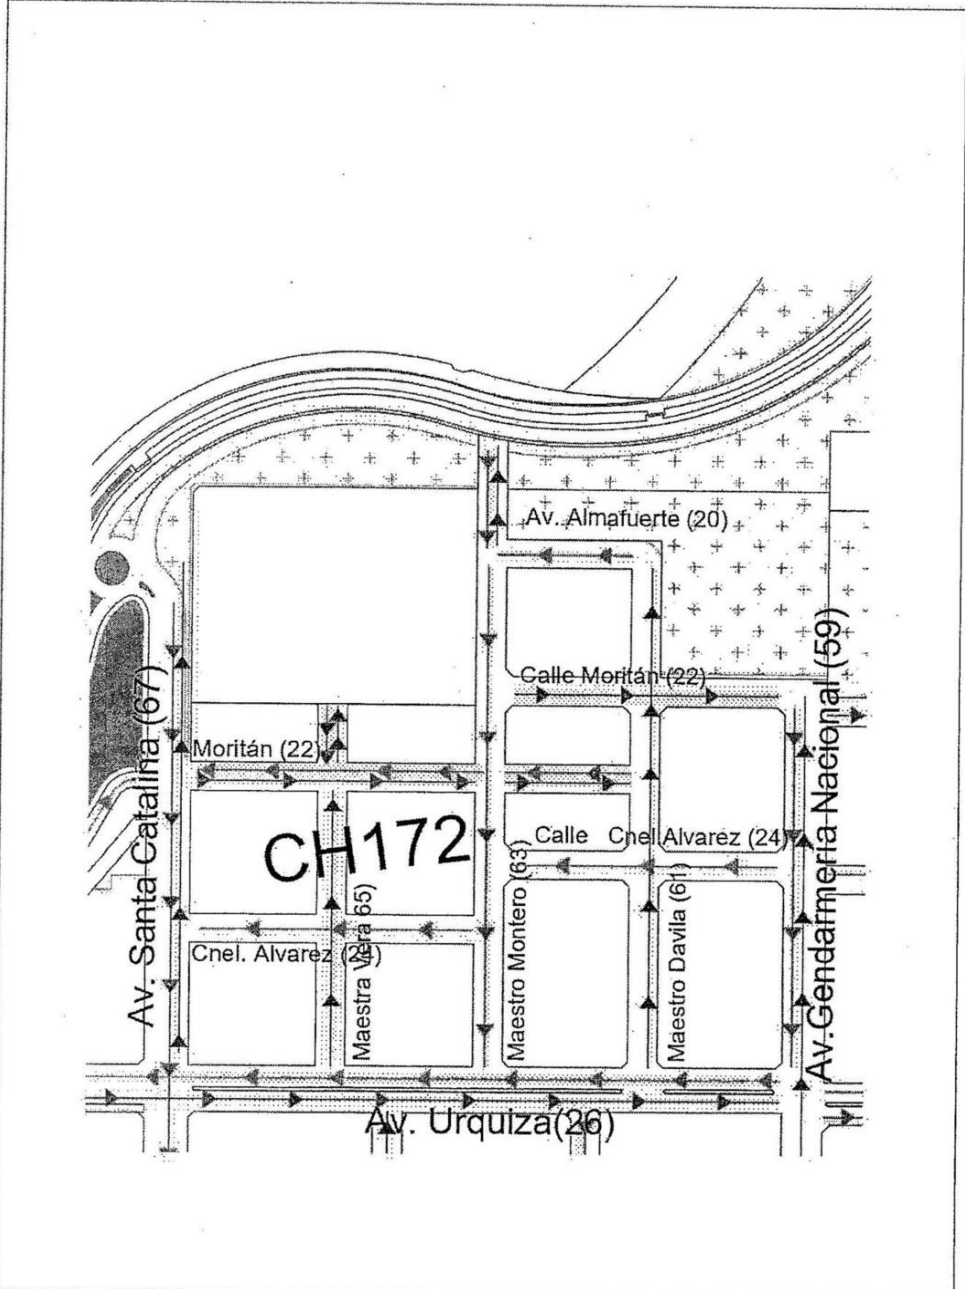 Av. Almafuerte (20)
Calle Moritán (22)
Moritán (22)
CH172
Calle Cnel Alvarez (24)
Cnel. Alvarez (24)
Av. Santa Catalina (67)
Maestra Vera (65)
Maestro Montero (63)
Maestro Davila (61)
Av. Gendarmería Nacional (59)
Av. Urquiza(26)